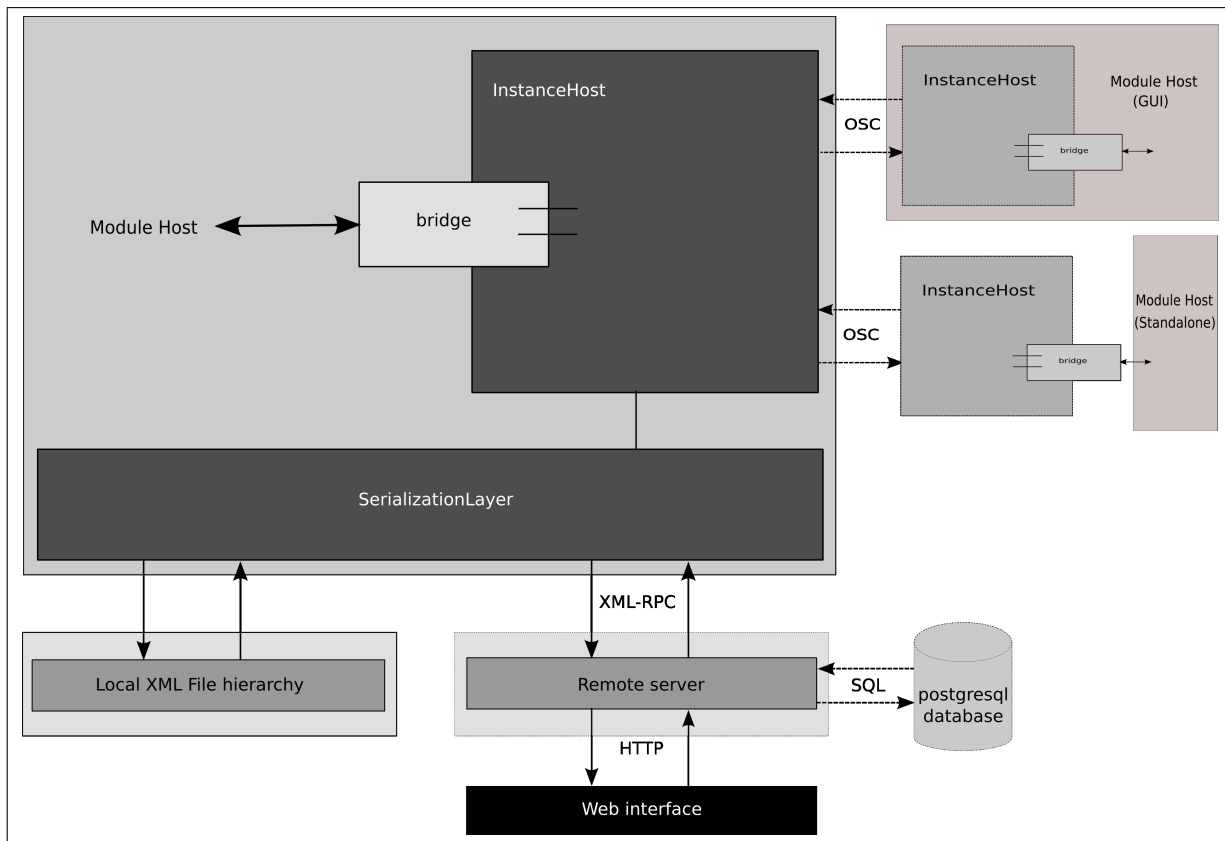 InstanceHost
Module Host
bridge
OSC
InstanceHost
Module Host
(GUI)
bridge
OSC
InstanceHost
Module Host
(Standalone)
bridge
SerializationLayer
XML-RPC
Local XML File hierarchy
Remote server
SQL
postgresql
database
HTTP
Web interface